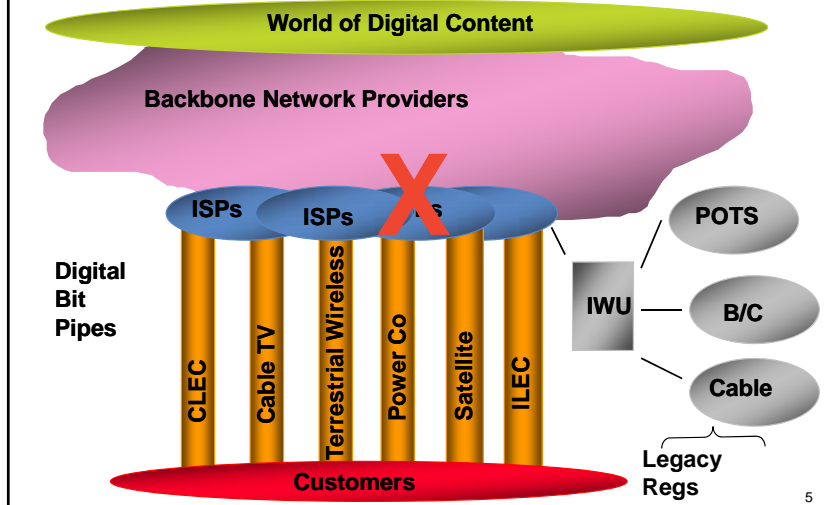 World of Digital Content
Backbone Network Providers
ISPs
ISPs
POTS
Digital
Bit
Pipes
CLEC
Cable TV
Terrestrial Wireless
Power Co
Satellite
ILEC
IWU
B/C
Cable
Customers
Legacy
Regs
5